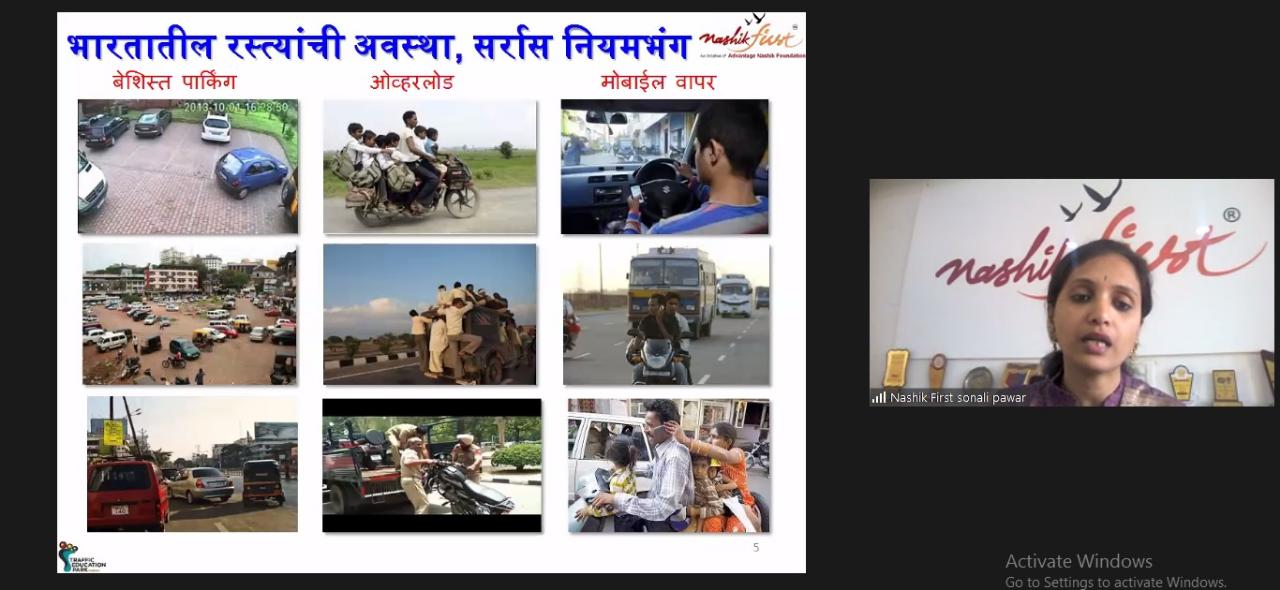 भारतातील रस्त्यांची अवस्था, सर्रास नियमभंग
nashik first
An Initiative of Advantage Nashik Foundation
बेशिस्त पार्किंग
ओव्हरलोड
मोबाईल वापर
2013-10-01 16:28:50
nashik first ®
Nashik First sonali pawar
5
TRAFFIC
EDUCATION
PARK
Activate Windows
Go to Settings to activate Windows.